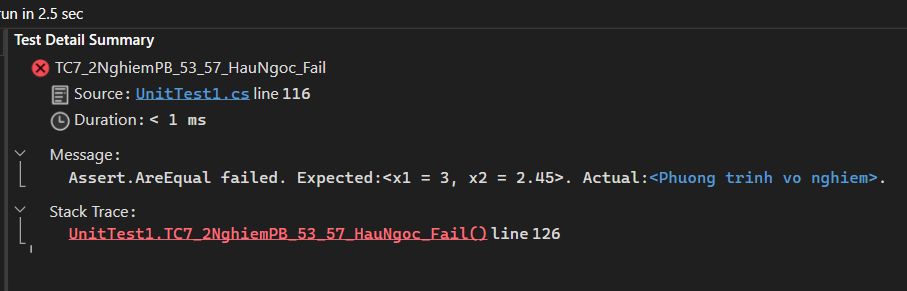 run in 2.5 sec
Test Detail Summary
TC7_2NghiemPB_53_57_HauNgoc_Fail
Source: UnitTest1.cs line 116
Duration: < 1 ms
Message:
Assert.AreEqual failed. Expected:<x1 = 3, x2 = 2.45>. Actual:<Phuong trinh vo nghiem>.
Stack Trace:
UnitTest1.TC7_2NghiemPB_53_57_HauNgoc_Fail() line 126